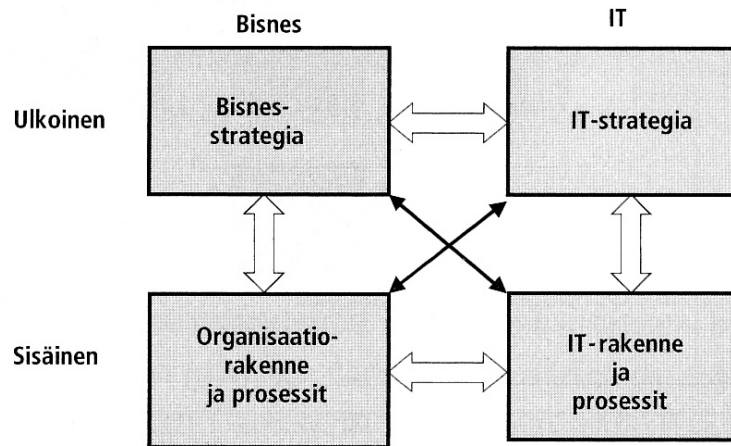 Bisnes
IT
Ulkoinen
Bisnes-
strategia
IT-strategia
Sisäinen
Organisaatio-
rakenne
ja prosessit
IT-rakenne
ja
prosessit